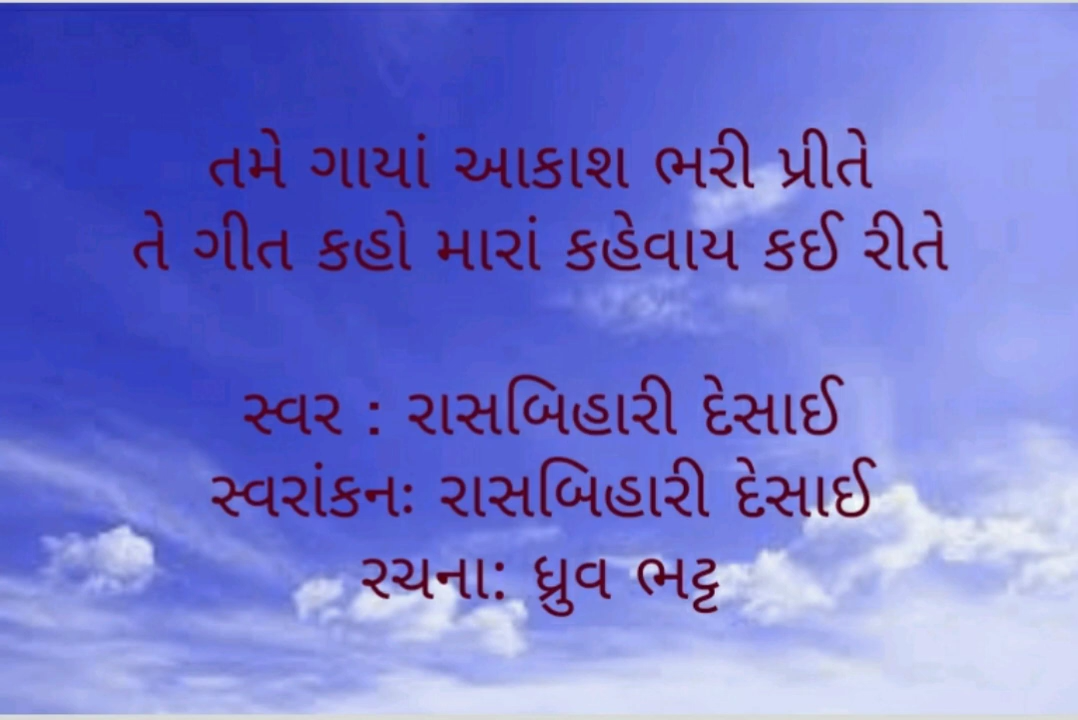 તમે ગાયાં આકાશ ભરી પ્રીતે
તે ગીત કહો મારાં કહેવાય કઈ રીતે
સ્વર : રાસબિહારી દેસાઈ
સ્વરાંકનઃ રાસબિહારી દેસાઈ
રચના: ધ્રુવ ભટ્ટ